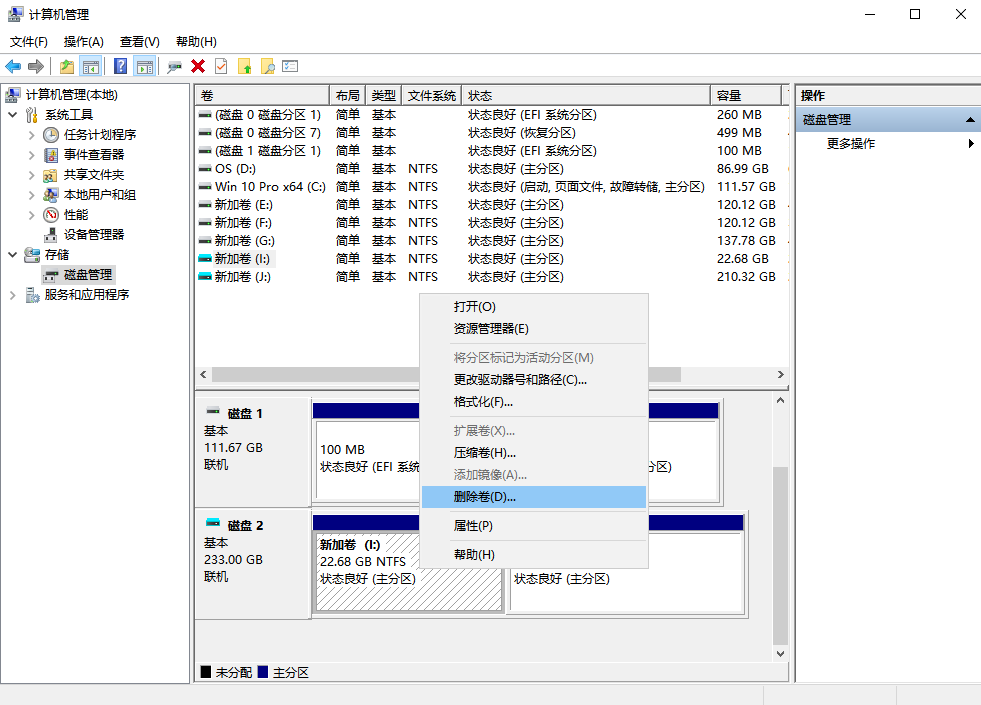 计算机管理
文件(F) 操作(A) 查看(V) 帮助(H)
计算机管理(本地)
系统工具
任务计划程序
事件查看器
共享文件夹
本地用户和组
性能
设备管理器
存储
磁盘管理
服务和应用程序
卷 布局 类型 文件系统 状态 容量
(磁盘 0 磁盘分区 1) 简单 基本 状态良好 (EFI 系统分区) 260 MB
(磁盘 0 磁盘分区 7) 简单 基本 状态良好 (恢复分区) 499 MB
(磁盘 1 磁盘分区 1) 简单 基本 状态良好 (EFI 系统分区) 100 MB
OS (D:) 简单 基本 NTFS 状态良好 (主分区) 86.99 GB
Win 10 Pro x64 (C:) 简单 基本 NTFS 状态良好 (启动, 页面文件, 故障转储, 主分区) 111.57 GB
新加卷 (E:) 简单 基本 NTFS 状态良好 (主分区) 120.12 GB
新加卷 (F:) 简单 基本 NTFS 状态良好 (主分区) 120.12 GB
新加卷 (G:) 简单 基本 NTFS 状态良好 (主分区) 137.78 GB
新加卷 (I:) 简单 基本 NTFS 状态良好 (主分区) 22.68 GB
新加卷 (J:) 简单 基本 NTFS 状态良好 (主分区) 210.32 GB
打开(O)
资源管理器(E)
将分区标记为活动分区(M)
更改驱动器号和路径(C)...
格式化(F)...
扩展卷(X)...
压缩卷(H)...
添加镜像(A)...
删除卷(D)...
属性(P)
帮助(H)
磁盘 1
基本
111.67 GB
联机
100 MB
状态良好 (EFI 系统
分区)
磁盘 2
基本
233.00 GB
联机
新加卷 (I:)
22.68 GB NTFS
状态良好 (主分区)
状态良好 (主分区)
未分配 主分区
操作
磁盘管理
更多操作